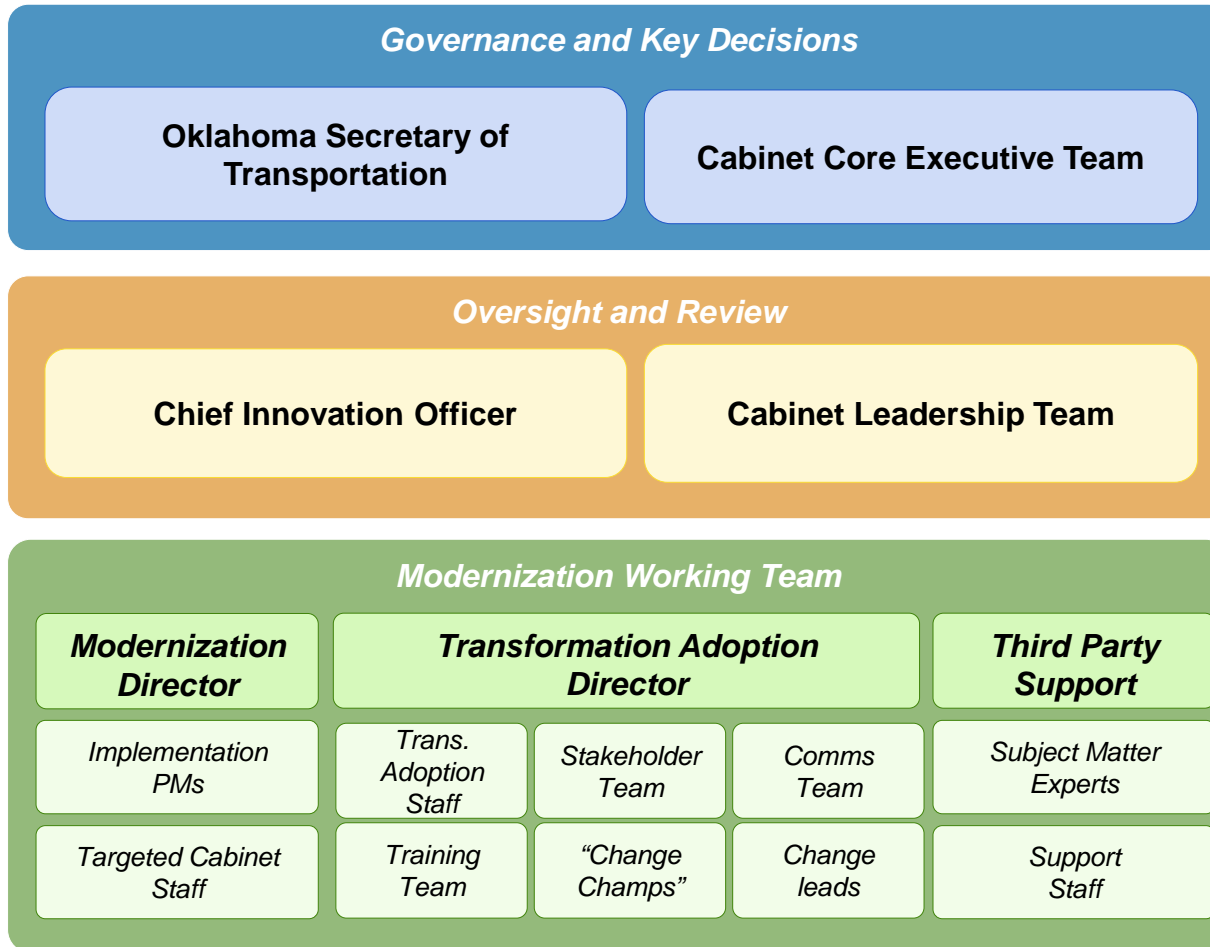 Governance and Key Decisions
Oklahoma Secretary of
Transportation
Cabinet Core Executive Team
Oversight and Review
Chief Innovation Officer
Cabinet Leadership Team
Modernization Working Team
Modernization
Director
Transformation Adoption
Director
Third Party
Support
Implementation
PMs
Trans.
Adoption
Staff
Stakeholder
Team
Comms
Team
Subject Matter
Experts
Targeted Cabinet
Staff
Training
Team
“Change
Champs”
Change
leads
Support
Staff